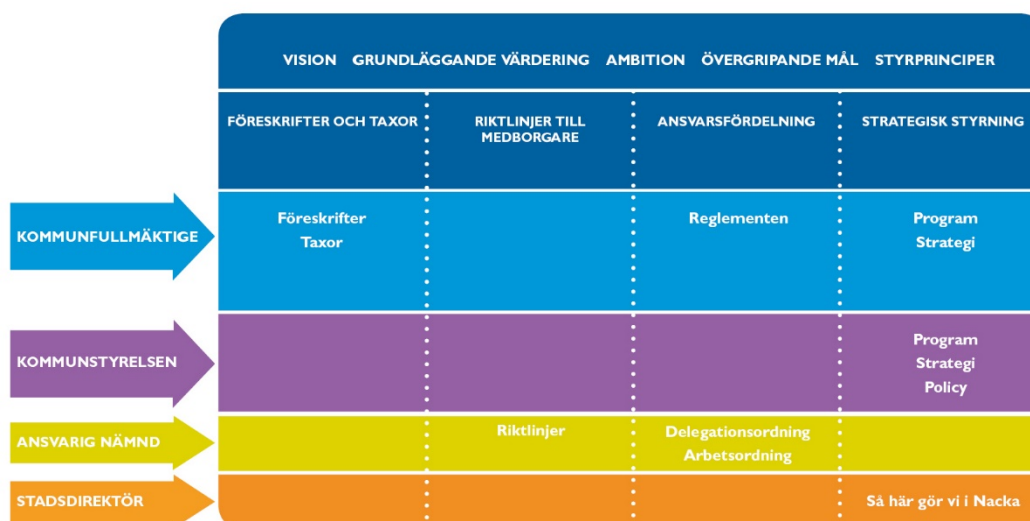 VISION GRUNDLÄGGANDE VÄRDERING AMBITION ÖVERGRIPANDE MÅL STYRPRINCIPER
FÖRESKRIFTER OCH TAXOR
RIKTLINJER TILL
MEDBORGARE
ANSVARSFÖRDELNING
STRATEGISK STYRNING
KOMMUNFULLMÄKTIGE
Föreskrifter
Taxor
Reglementen
Program
Strategi
KOMMUNSTYRELSEN
Program
Strategi
Policy
ANSVARIG NÄMND
Riktlinjer
Delegationsordning
Arbetsordning
STADSDIREKTÖR
Så här gör vi i Nacka